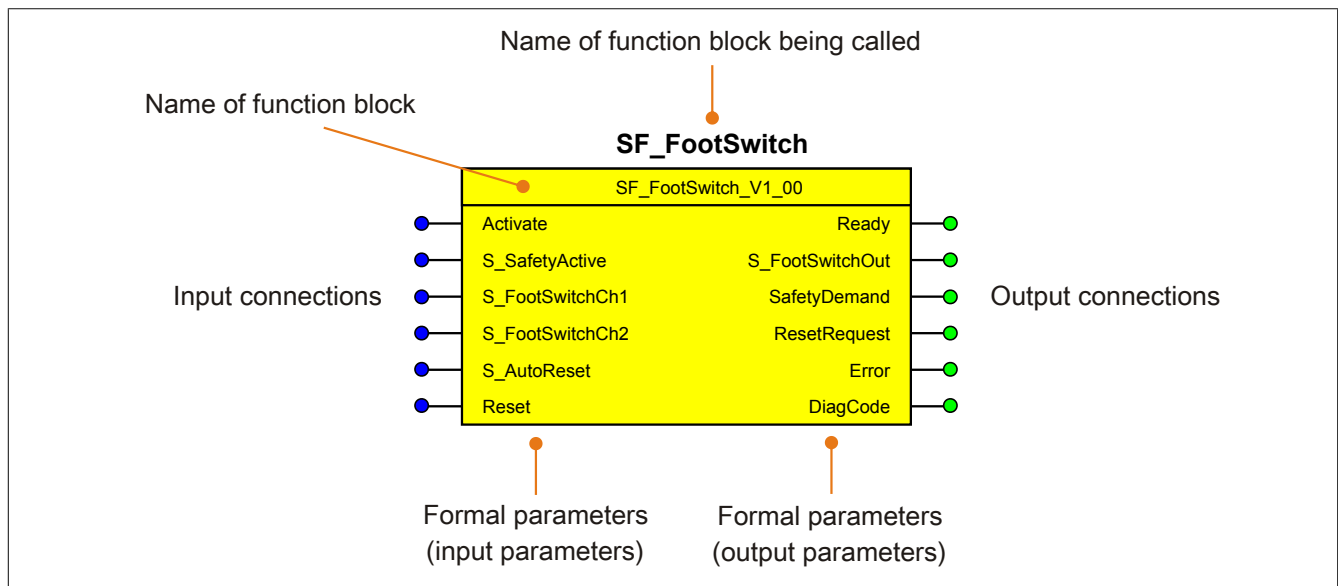 Name of function block being called
Name of function block
SF_FootSwitch
SF_FootSwitch_V1_00
Activate Ready
S_SafetyActive S_FootSwitchOut
Input connections S_FootSwitchCh1 SafetyDemand Output connections
S_FootSwitchCh2 ResetRequest
S_AutoReset Error
Reset DiagCode
Formal parameters Formal parameters
(input parameters) (output parameters)